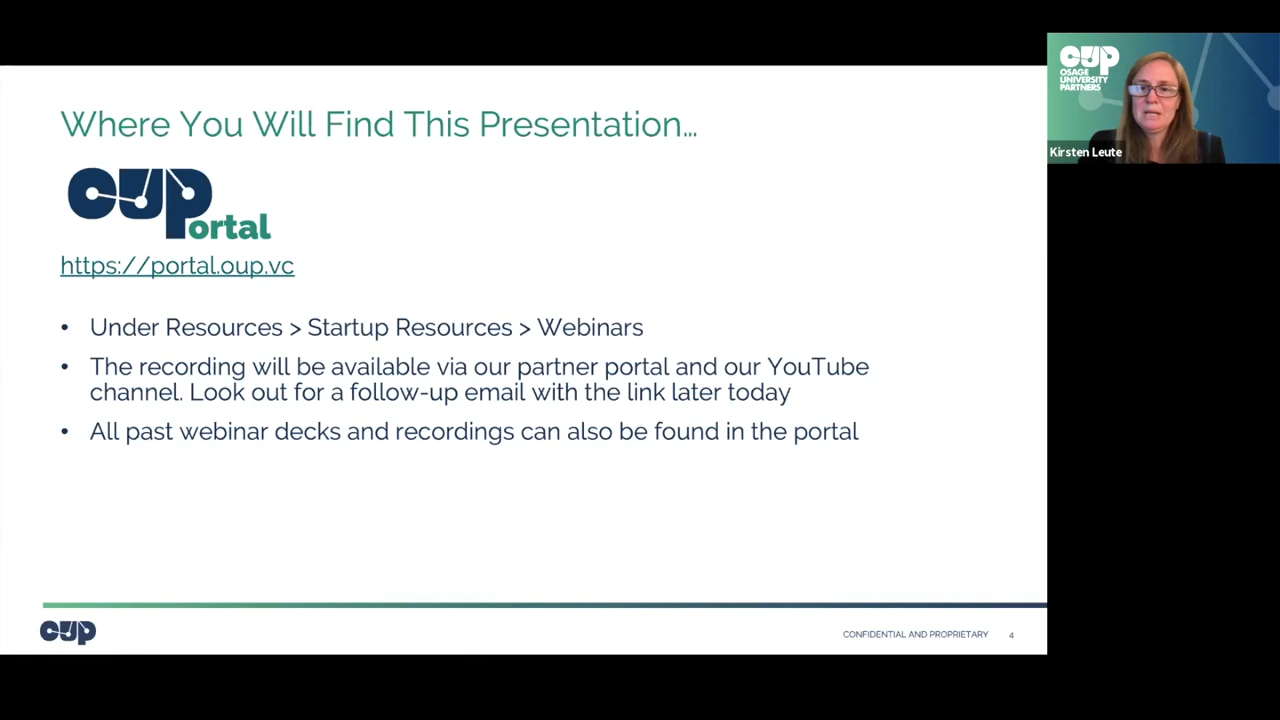 Where You Will Find This Presentation…
OUPortal
https://portal.oup.vc
• Under Resources > Startup Resources > Webinars
• The recording will be available via our partner portal and our YouTube
channel. Look out for a follow-up email with the link later today
• All past webinar decks and recordings can also be found in the portal
OUP
CONFIDENTIAL AND PROPRIETARY 4
OUP
OSAGE
UNIVERSITY
PARTNERS
Kirsten Leute